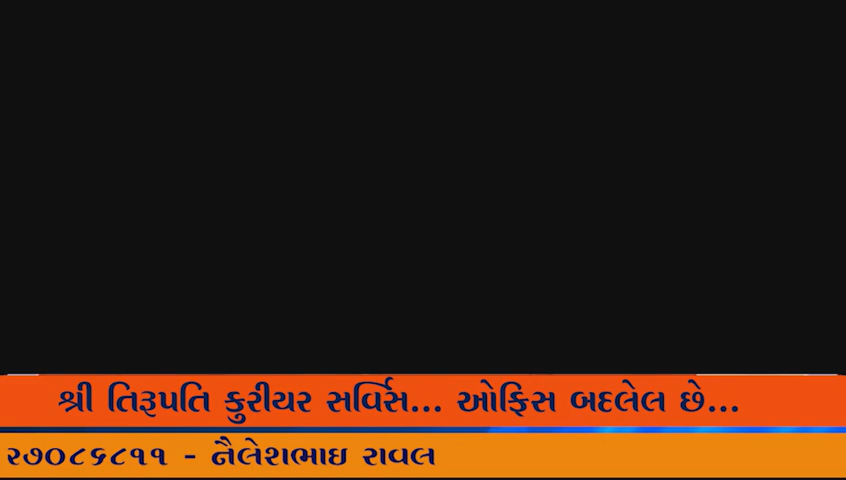 શ્રી તિરૂપતિ કુરીયર સર્વિસ... ઓફિસ બદલેલ છે...
૨૭૦૮૬૮૧૧ - નૈલેશભાઇ રાવલ